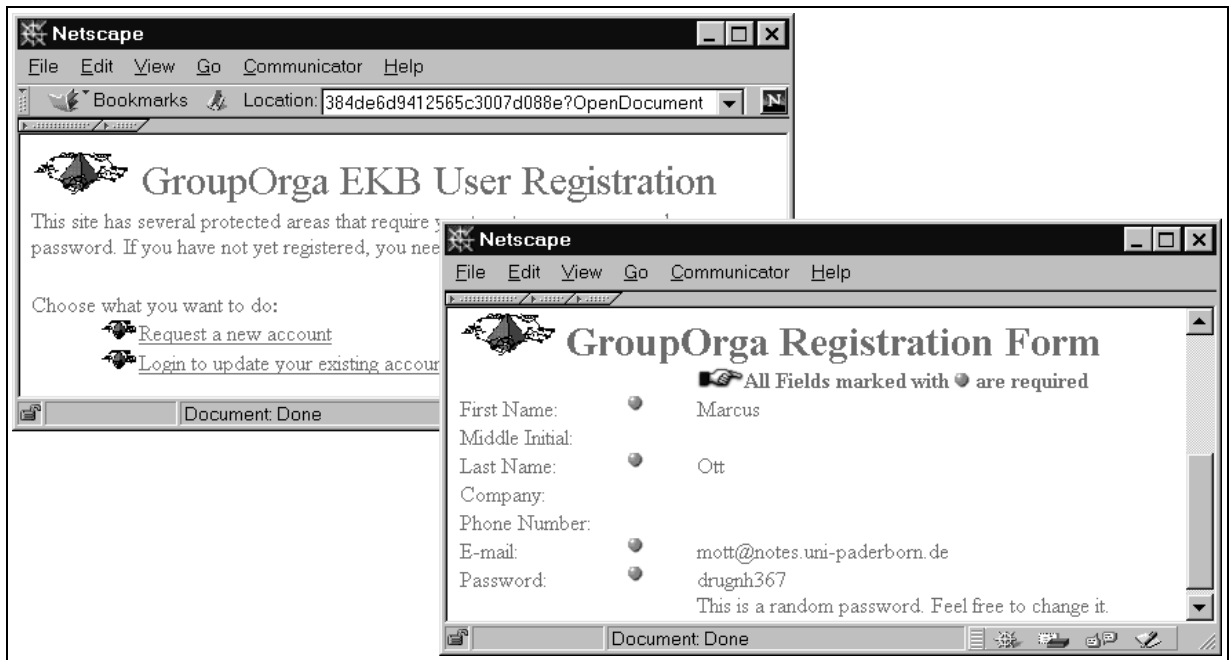 Netscape
File Edit View Go Communicator Help
Bookmarks Location: 384de6d9412565c3007d088e?OpenDocument N
GroupOrga EKB User Registration
This site has several protected areas that require
password. If you have not yet registered, you nee
Choose what you want to do:
Request a new account
Login to update your existing accour
Document: Done
Netscape
File Edit View Go Communicator Help
GroupOrga Registration Form
All Fields marked with are required
First Name: Marcus
Middle Initial:
Last Name: Ott
Company:
Phone Number:
E-mail: mott@notes.uni-paderborn.de
Password: drugnh367
This is a random password. Feel free to change it.
Document: Done